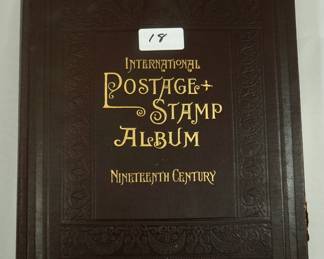 18
INTERNATIONAL
POSTAGE+
STAMP
ALBUM
NINETEENTH CENTURY